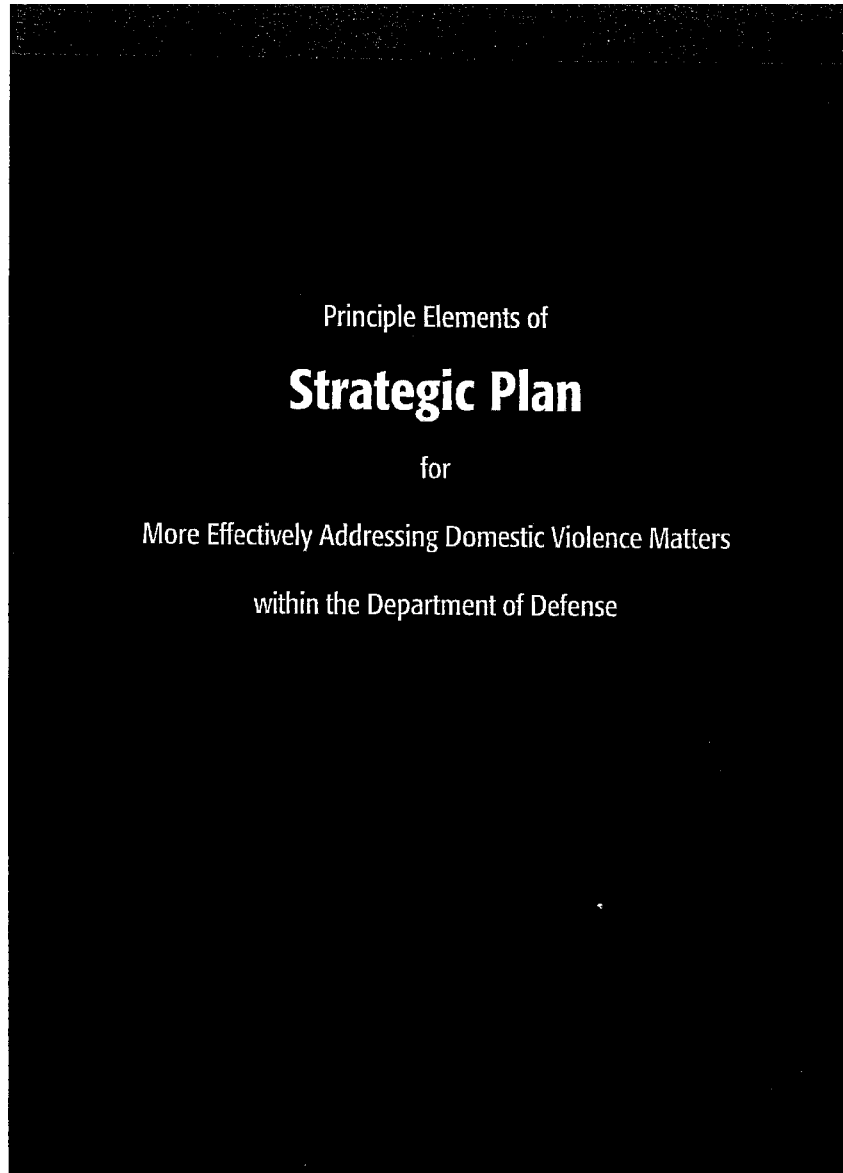 Principle Elements of
Strategic Plan
for
More Effectively Addressing Domestic Violence Matters
within the Department of Defense